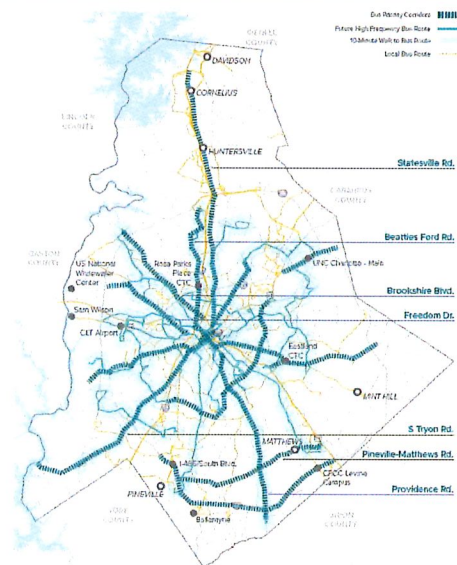 Bus Priority Corridors
Future High Frequency Bus Route
10-Minute Walk to Bus Route
Local Bus Route
DAVIDSON
CORNELIUS
HUNTERSVILLE
Statesville Rd.
Beatties Ford Rd.
US National
Whitewater
Center
Rosa Parks
Place
CTC
UNC Charlotte - Main
Brookshire Blvd.
Sam Wilson
Freedom Dr.
CLT Airport
Eastland
CTC
MINT HILL
S Tryon Rd.
MATTHEWS
Pineville-Matthews Rd.
I-485/South Blvd.
CPCC Levine
Campus
PINEVILLE
Providence Rd.
Ballantyne